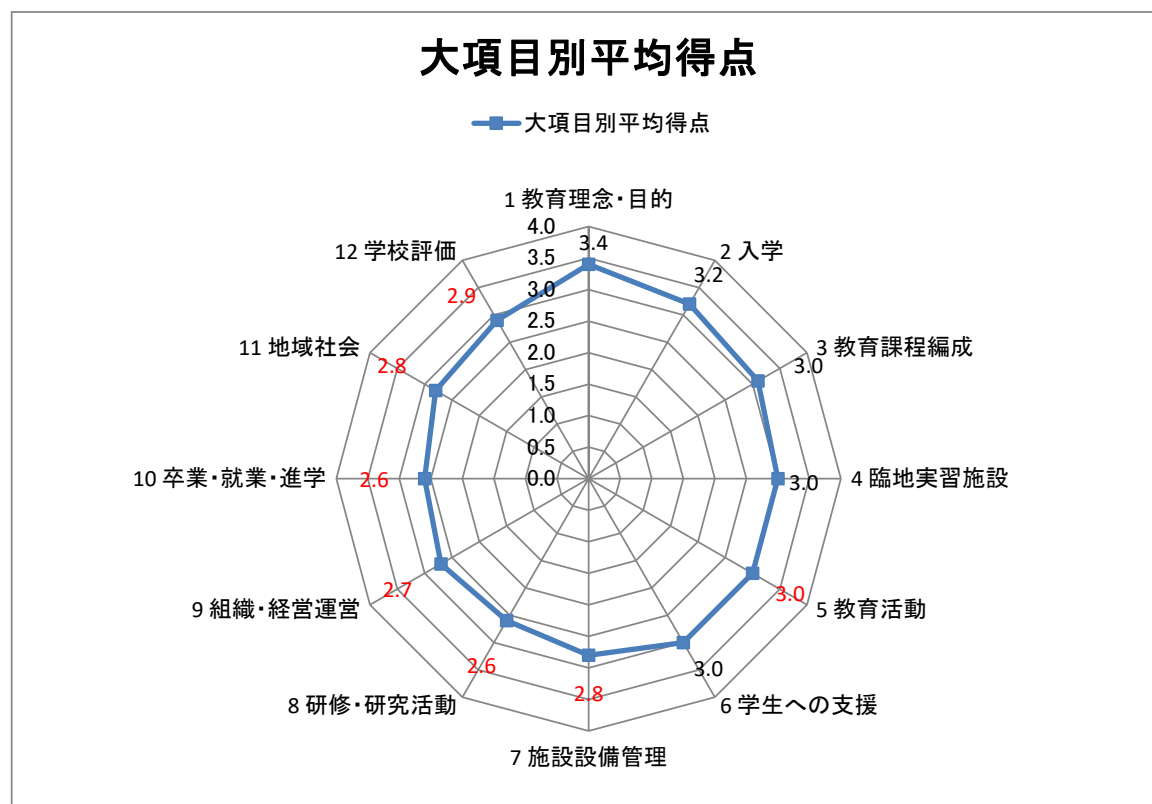 大項目別平均得点
大項目別平均得点
1 教育理念・目的
4.0
3.4
3.5
3.0
2.5
2.0
1.5
1.0
0.5
0.0
2 入学
3.2
3 教育課程編成
3.0
4 臨地実習施設
3.0
5 教育活動
3.0
6 学生への支援
3.0
7 施設設備管理
2.8
8 研修・研究活動
2.6
9 組織・経営運営
2.7
10 卒業・就業・進学
2.6
11 地域社会
2.8
12 学校評価
2.9